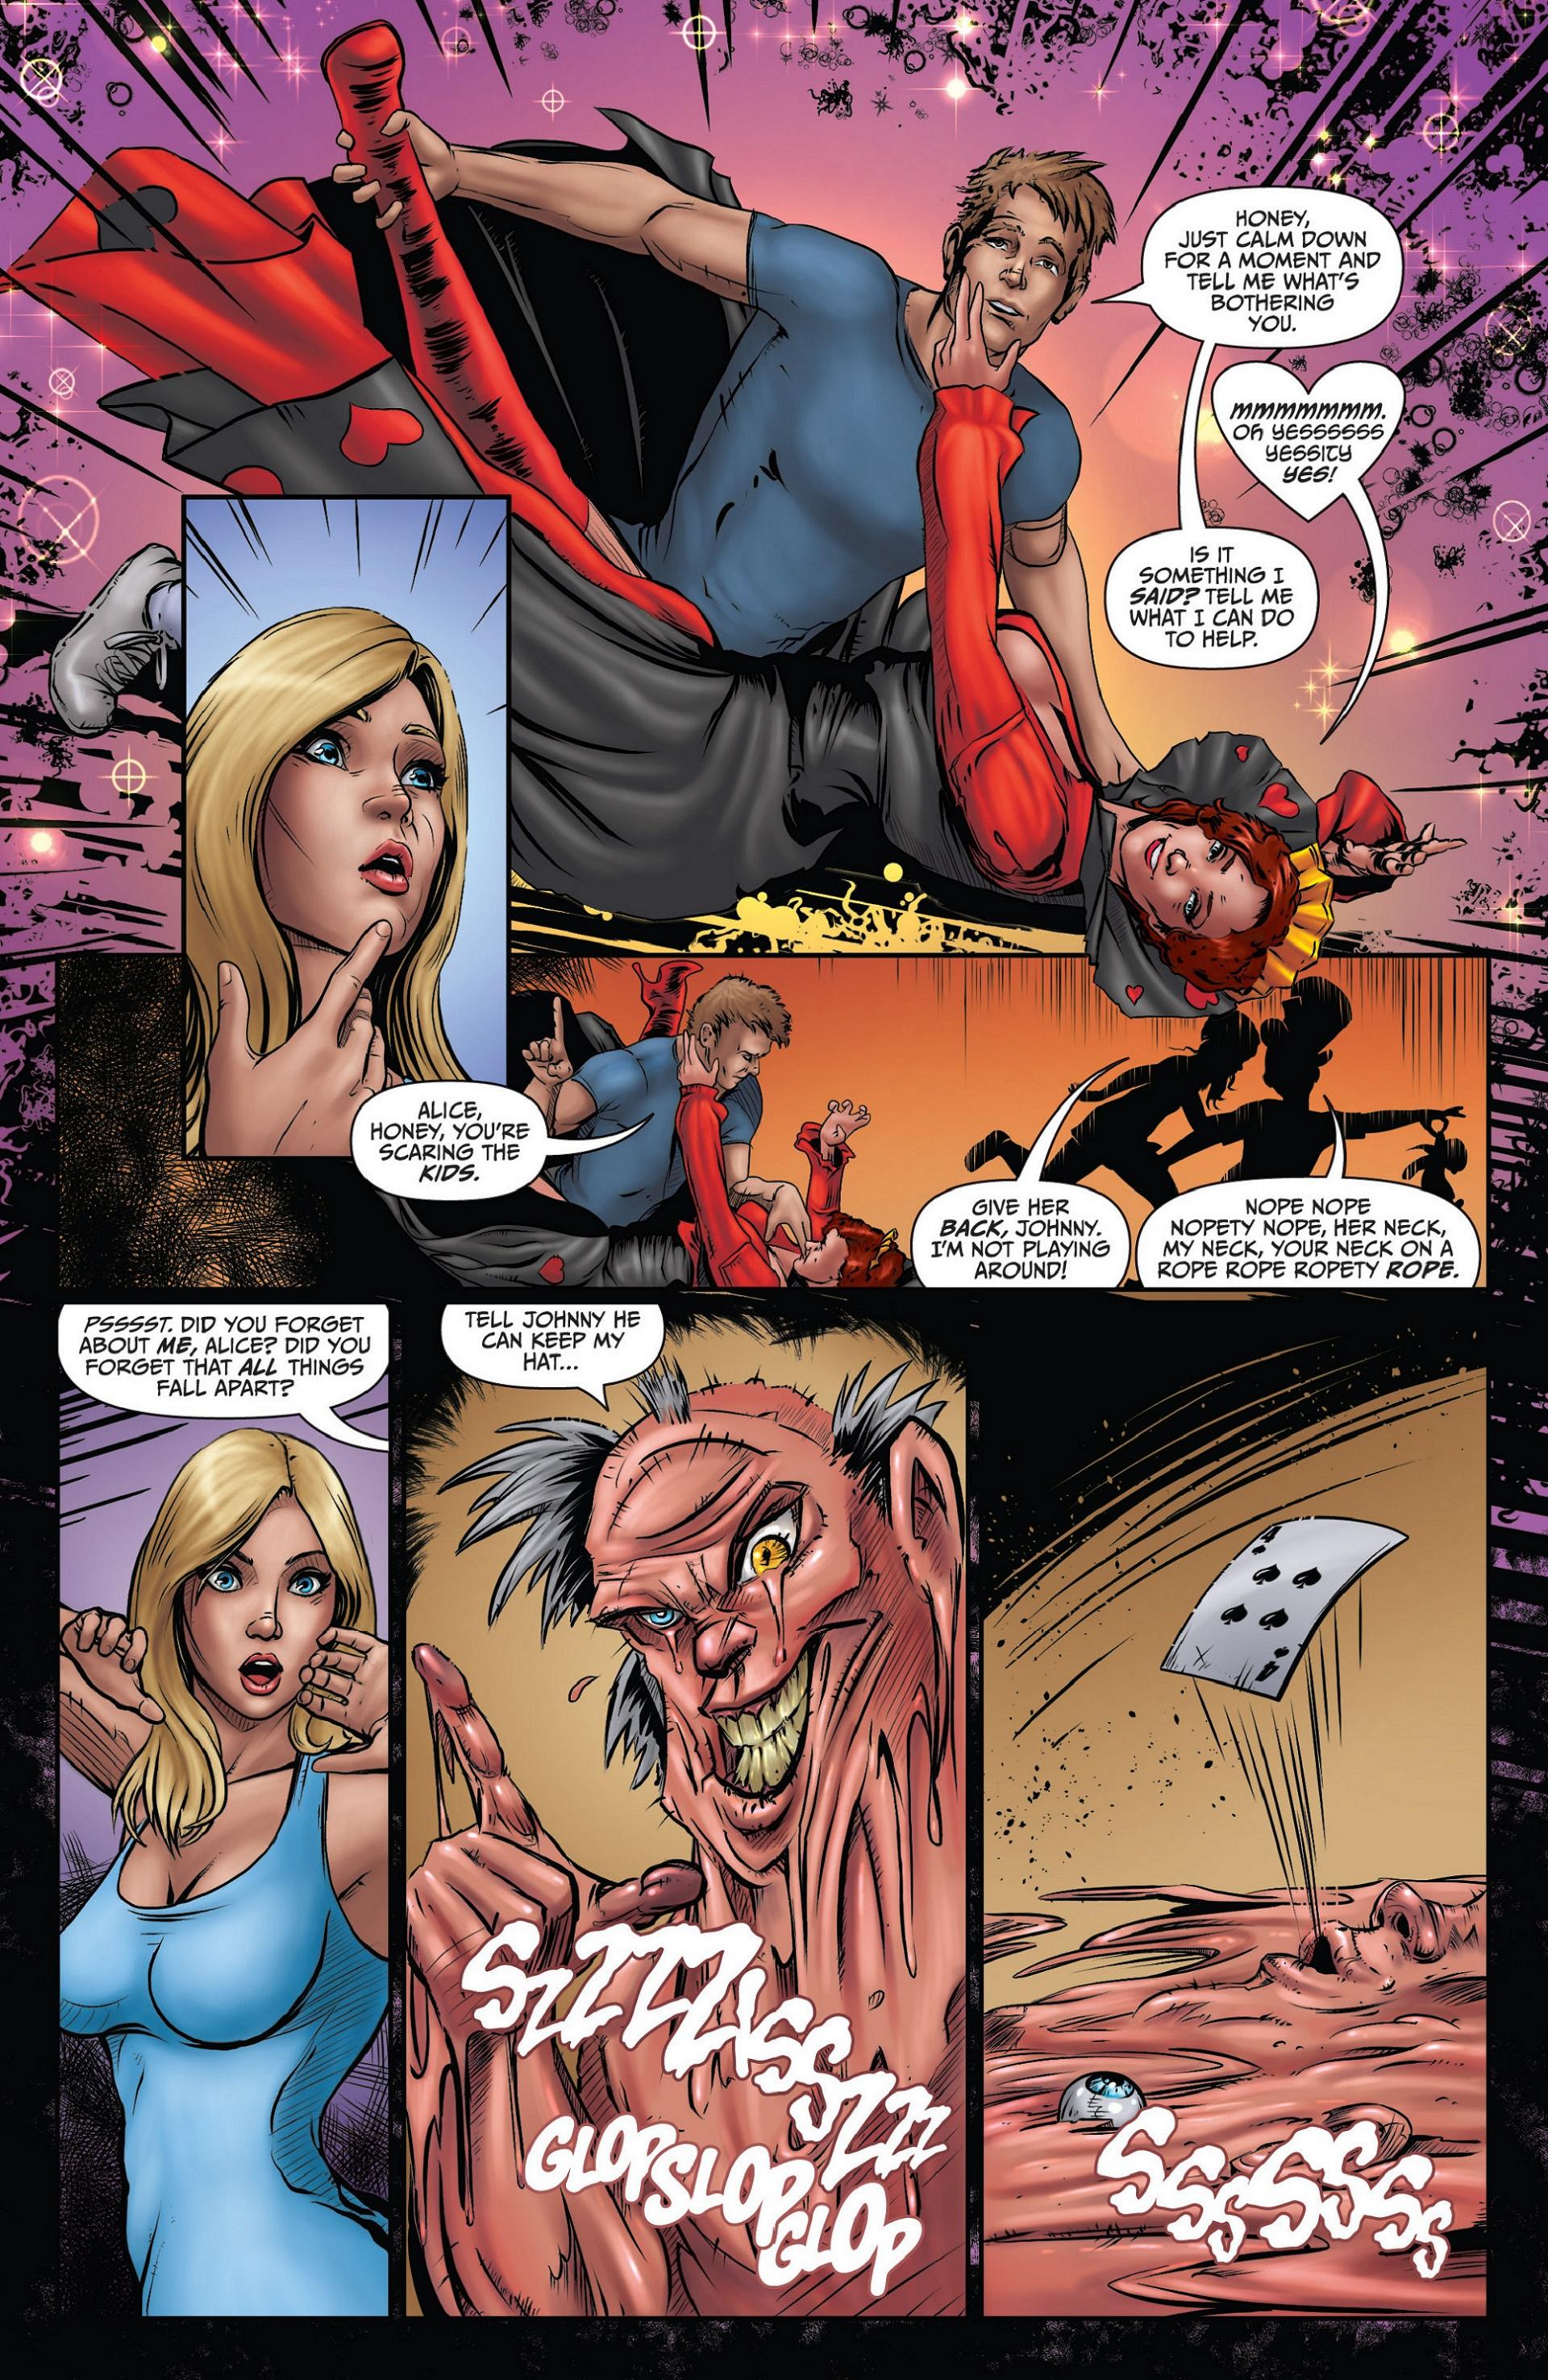 HONEY,
JUST CALM DOWN
FOR A MOMENT AND
TELL ME WHAT'S
BOTHERING
YOU.
MMMMMMM.
Oh YESSSSSS
YESSITY
YES!
IS IT
SOMETHING I
SAID? TELL ME
WHAT I CAN DO
TO HELP.
ALICE,
HONEY, YOU'RE
SCARING THE
KIDS.
GIVE HER
BACK, JOHNNY.
I'M NOT PLAYING
AROUND!
NOPE NOPE
NOPETY NOPE, HER NECK,
MY NECK, YOUR NECK ON A
ROPE ROPE ROPETY ROPE.
PSSSST. DID YOU FORGET
ABOUT ME, ALICE? DID YOU
FORGET THAT ALL THINGS
FALL APART?
TELL JOHNNY HE
CAN KEEP MY
HAT...
SZZZZZISSSZZZ
GLOPSLOPGLOP
4
4
SSSSSSSS